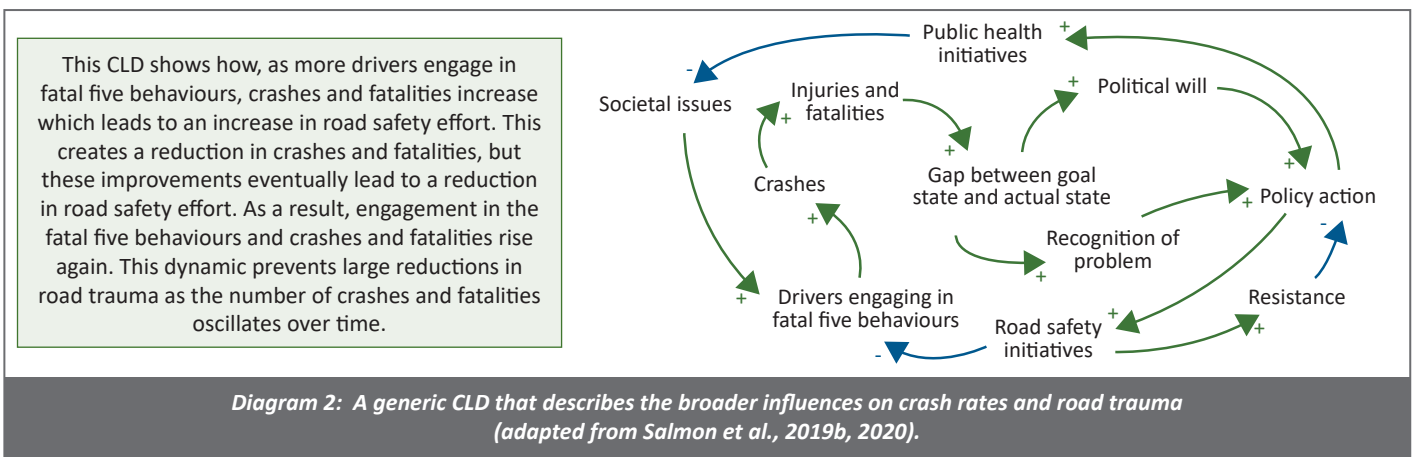 This CLD shows how, as more drivers engage in
fatal five behaviours, crashes and fatalities increase
which leads to an increase in road safety effort. This
creates a reduction in crashes and fatalities, but
these improvements eventually lead to a reduction
in road safety effort. As a result, engagement in the
fatal five behaviours and crashes and fatalities rise
again. This dynamic prevents large reductions in
road trauma as the number of crashes and fatalities
oscillates over time.
+
Public health
initiatives
-
Societal issues
+
Injuries and
fatalities
+
Political will
+
Crashes
+
+
Gap between goal
state and actual state
+
Policy action
+
-
Recognition of
problem
+
+
Drivers engaging in
fatal five behaviours
-
+
Road safety
initiatives
Resistance
+
Diagram 2: A generic CLD that describes the broader influences on crash rates and road trauma
(adapted from Salmon et al., 2019b, 2020).